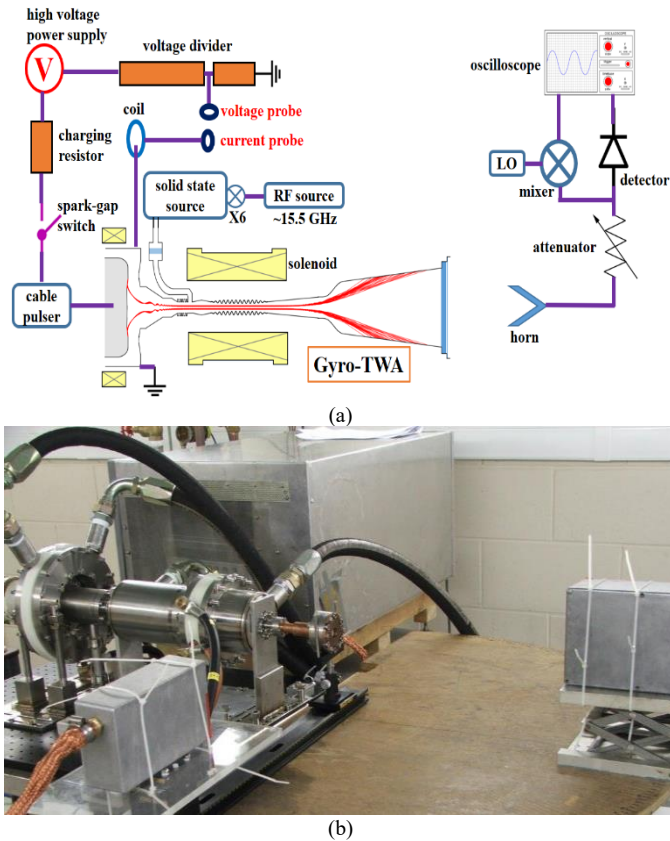 high voltage
power supply
V
voltage divider
voltage probe
current probe
coil
charging
resistor
spark-gap
switch
cable
pulser
solid state
source
X6
RF source
~15.5 GHz
solenoid
Gyro-TWA
oscilloscope
LO
mixer
detector
attenuator
horn
(a)
(b)